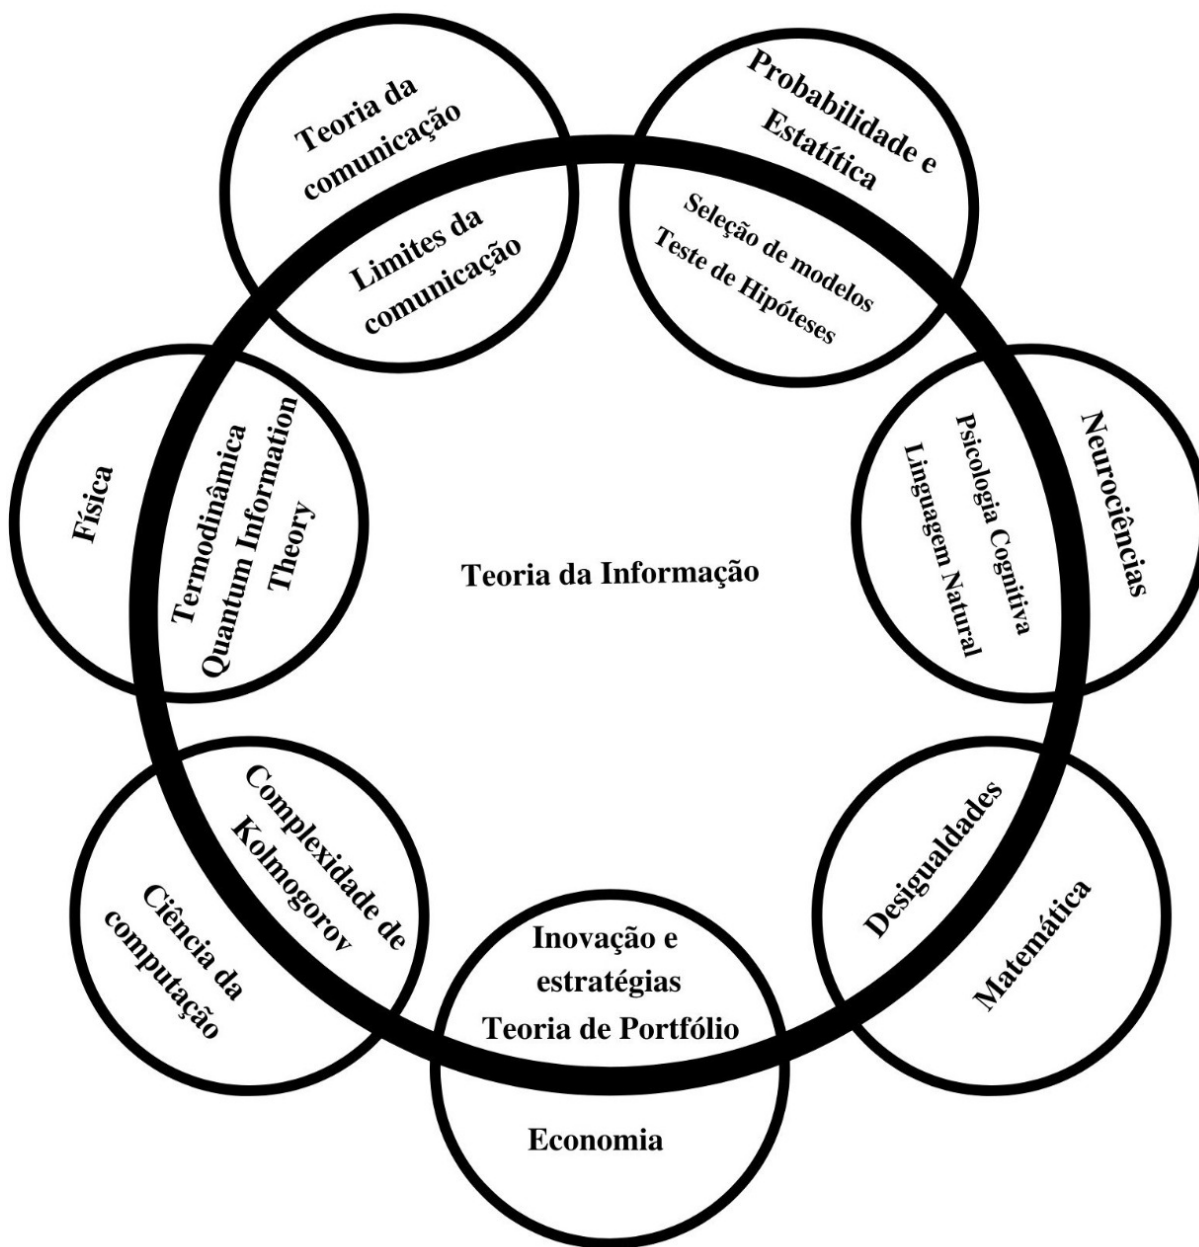 Teoria da
comunicação
Limites da
comunicação
Probabilidade e
Estatítica
Seleção de modelos
Teste de Hipóteses
Física
Termodinâmica
Quantum Information
Theory
Teoria da Informação
Psicologia Cognitiva
Linguagem Natural
Neurociências
Complexidade de
Kolmogorov
Ciência da
computação
Inovação e
estratégias
Teoria de Portfólio
Economia
Desigualdades
Matemática